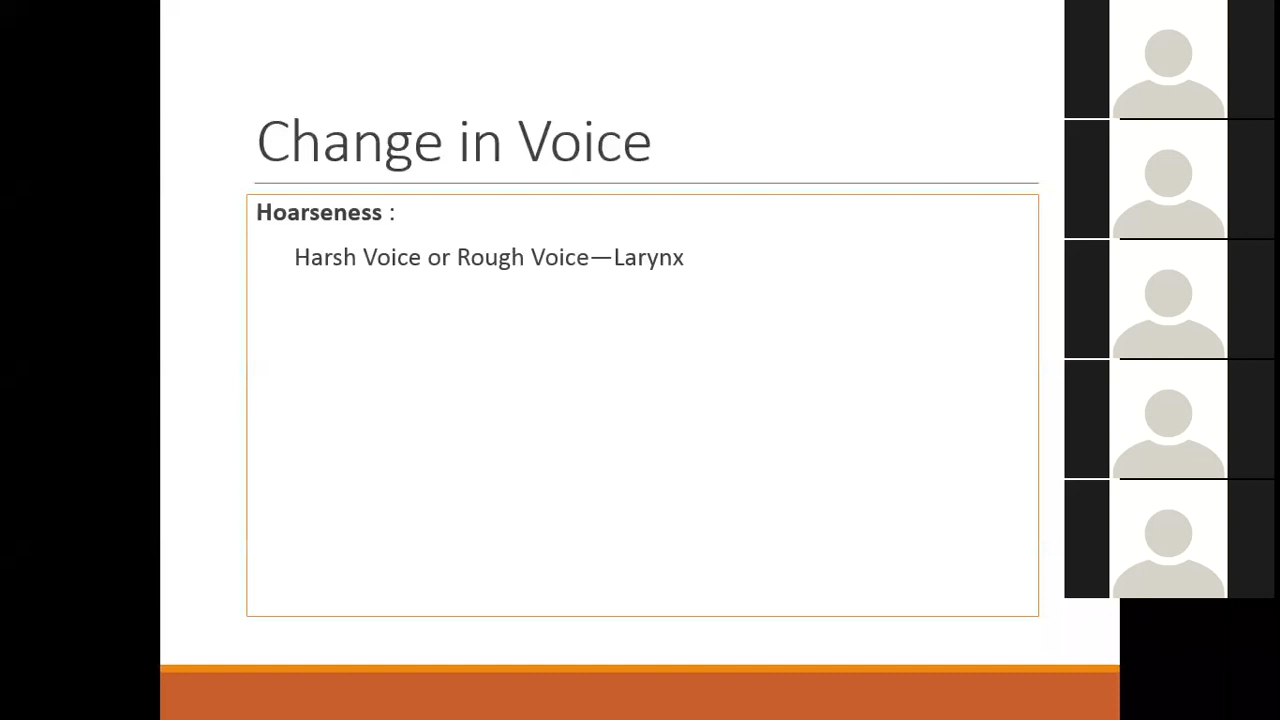 Change in Voice
Hoarseness :
Harsh Voice or Rough Voice—Larynx